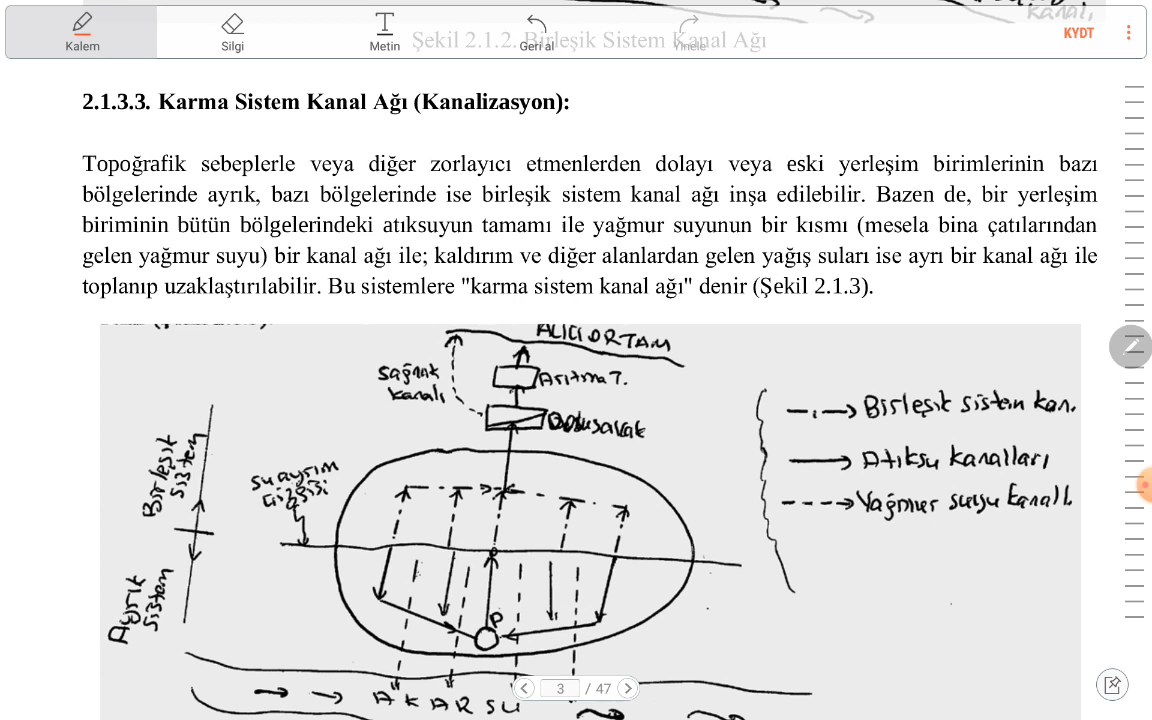 kanalı
Kalem
Silgi
Metin
Geri al
Yinele
KYDT
Şekil 2.1.2. Birleşik Sistem Kanal Ağı
2.1.3.3. Karma Sistem Kanal Ağı (Kanalizasyon):
Topoğrafik sebeplerle veya diğer zorlayıcı etmenlerden dolayı veya eski yerleşim birimlerinin bazı
bölgelerinde ayrık, bazı bölgelerinde ise birleşik sistem kanal ağı inşa edilebilir. Bazen de, bir yerleşim
biriminin bütün bölgelerindeki atıksuyun tamamı ile yağmur suyunun bir kısmı (mesela bina çatılarından
gelen yağmur suyu) bir kanal ağı ile; kaldırım ve diğer alanlardan gelen yağış suları ise ayrı bir kanal ağı ile
toplanıp uzaklaştırılabilir. Bu sistemlere "karma sistem kanal ağı" denir (Şekil 2.1.3).
ALICI ORTAM
Sağnak
kanalı
Arıtma T.
Dolusavak
Birleşik sistem kan.
Atıksu kanalları
Yağmur suyu kanall.
Birleşik
sistem
su ayrım
çizgisi
Ayrık
sistem
P
AKARSU
3 / 47